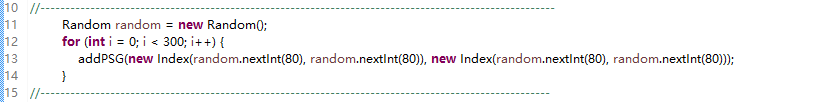 10 //------------------------------------------------------------------------------------------------------------
11 Random random = new Random();
12 for (int i = 0; i < 300; i++) {
13 addPSG(new Index(random.nextInt(80), random.nextInt(80)), new Index(random.nextInt(80), random.nextInt(80)));
14 }
15 //-----------------------------------------------------------------------------------------------------------